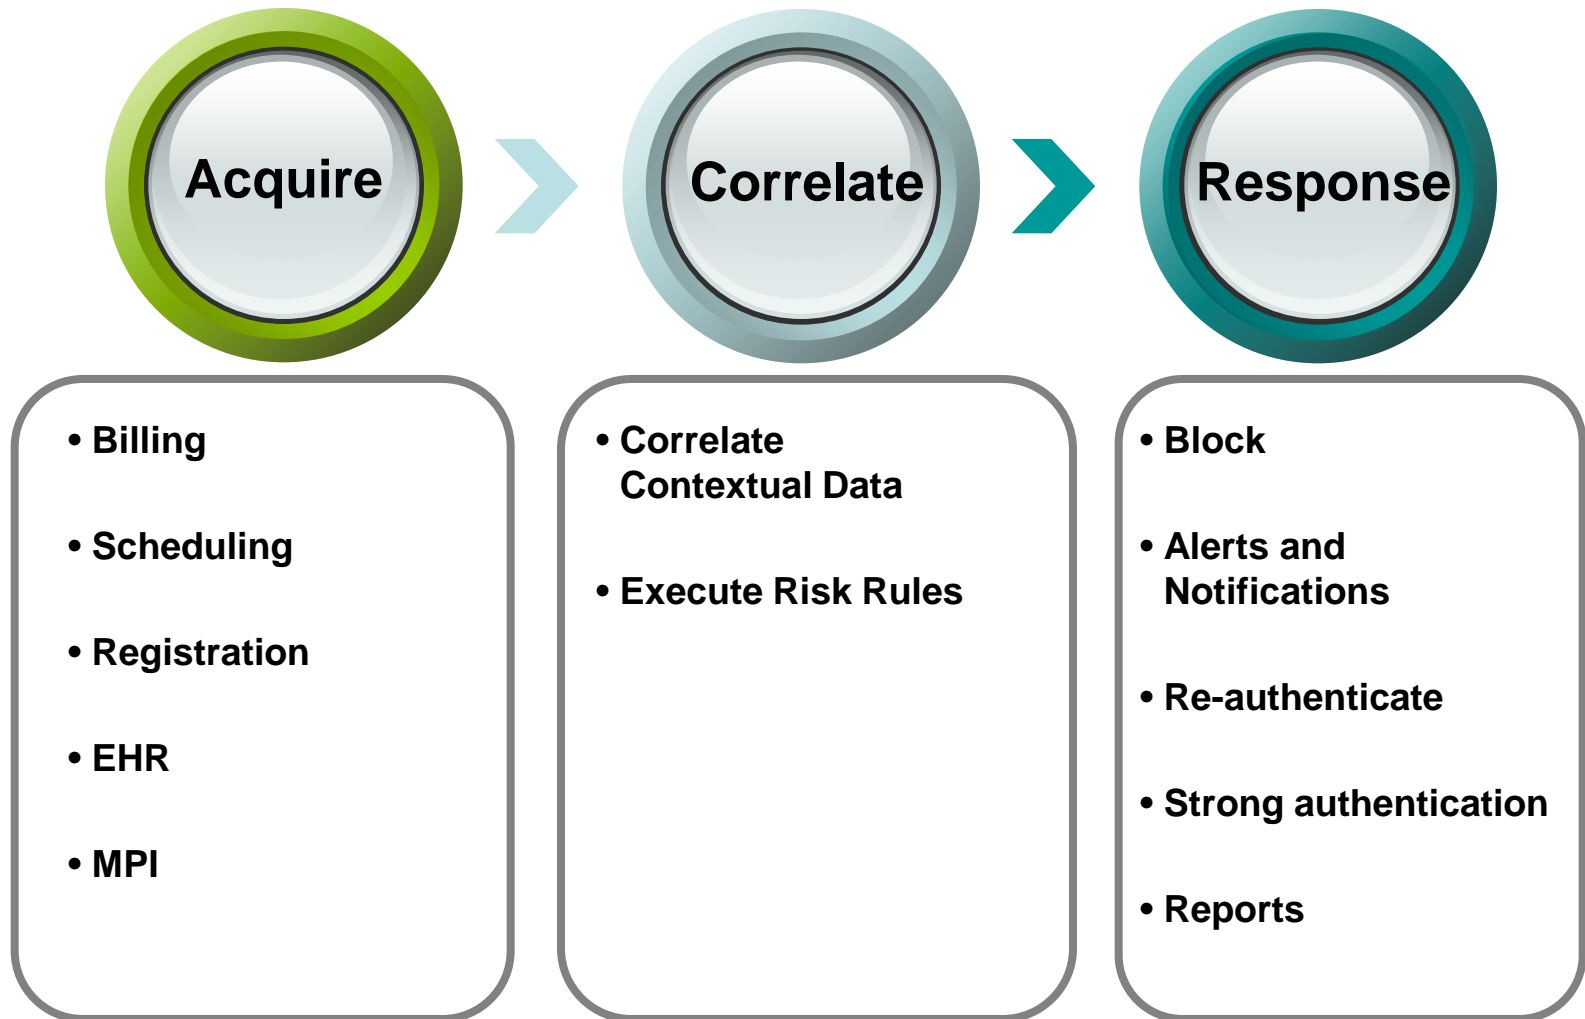 Acquire
Correlate
Response
• Billing
• Scheduling
• Registration
• EHR
• MPI
• Correlate
Contextual Data
• Execute Risk Rules
• Block
• Alerts and
Notifications
• Re-authenticate
• Strong authentication
• Reports